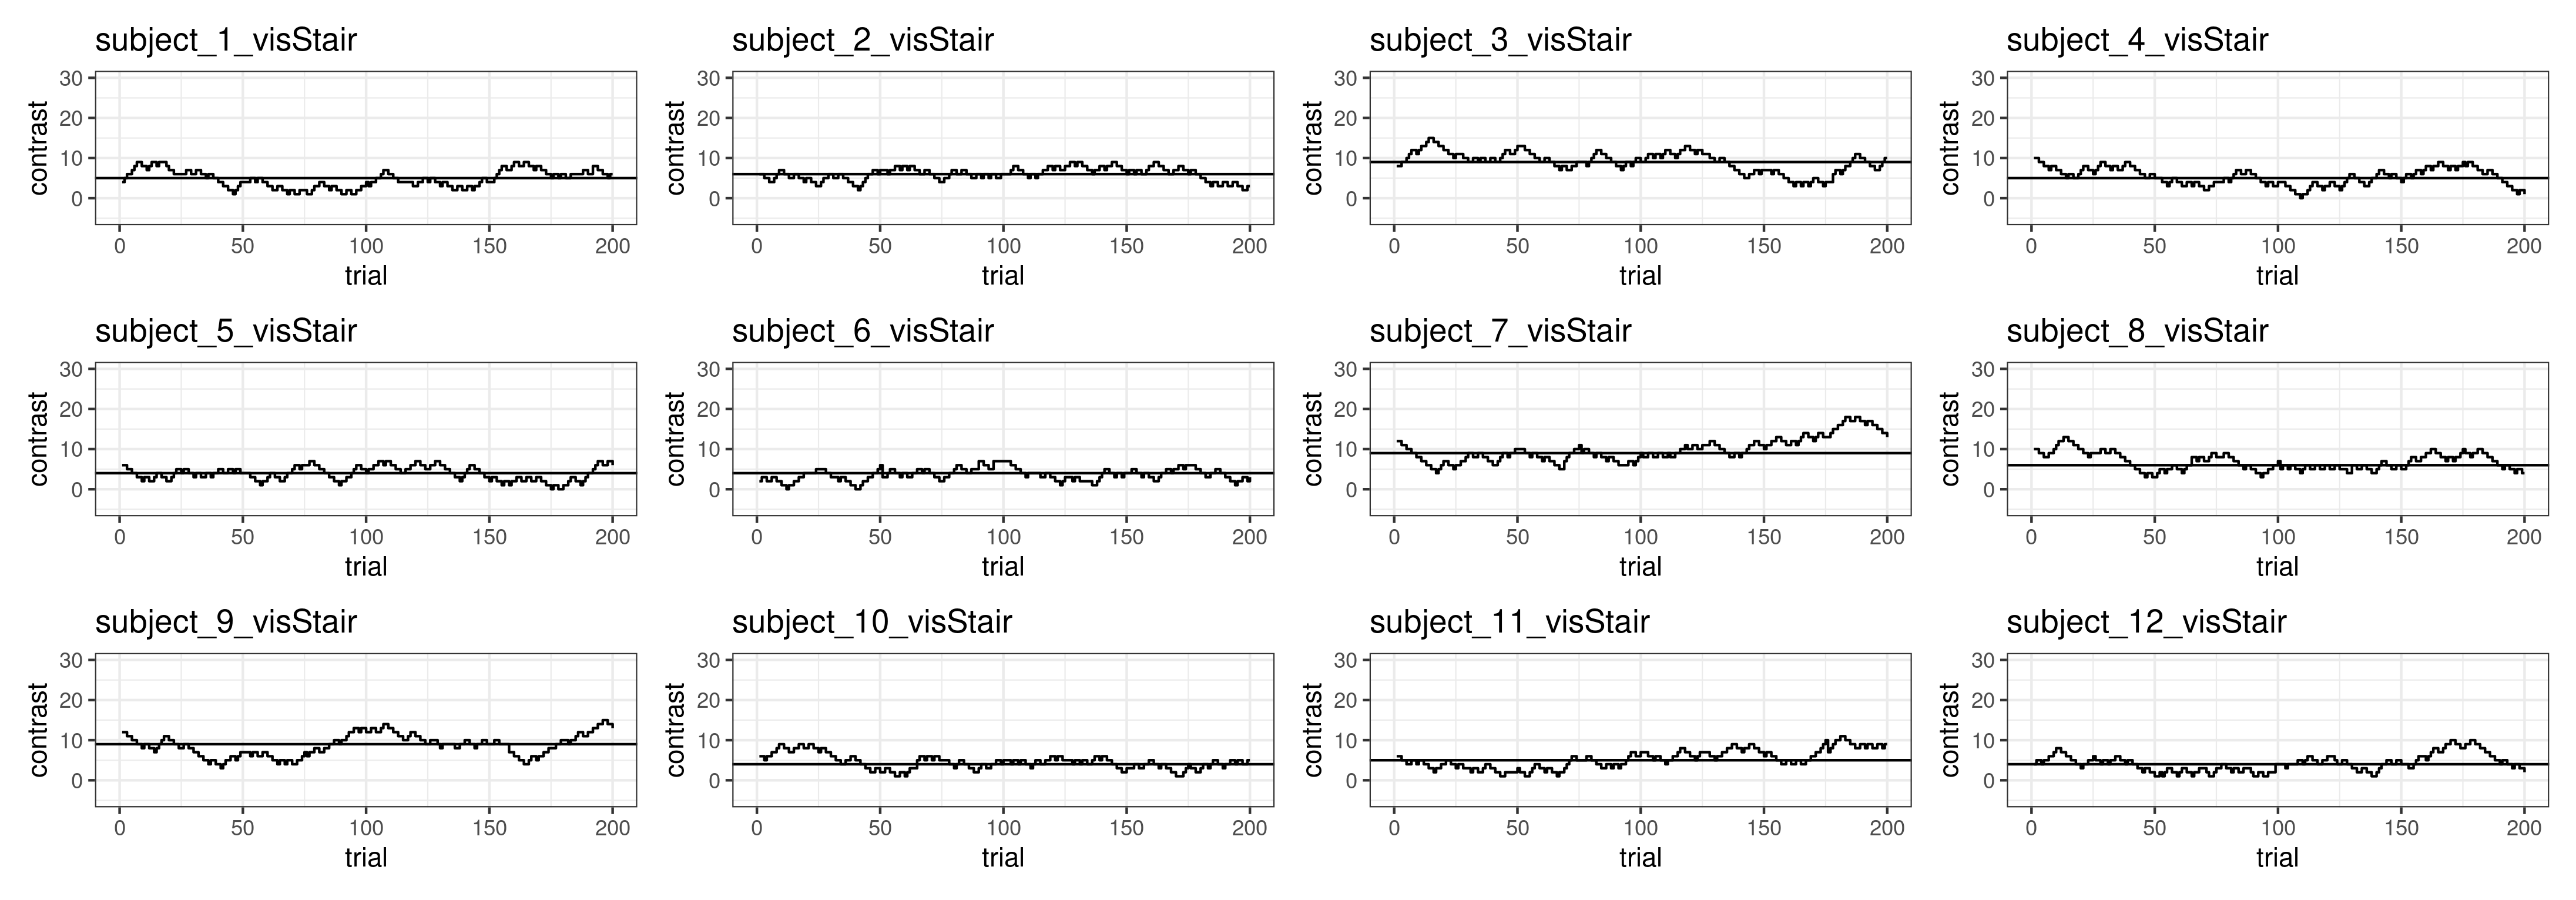 subject_1_visStair
subject_2_visStair
subject_3_visStair
subject_4_visStair
30
20
10
0
contrast
0 50 100 150 200
trial
30
20
10
0
contrast
0 50 100 150 200
trial
30
20
10
0
contrast
0 50 100 150 200
trial
30
20
10
0
contrast
0 50 100 150 200
trial
subject_5_visStair
subject_6_visStair
subject_7_visStair
subject_8_visStair
30
20
10
0
contrast
0 50 100 150 200
trial
30
20
10
0
contrast
0 50 100 150 200
trial
30
20
10
0
contrast
0 50 100 150 200
trial
30
20
10
0
contrast
0 50 100 150 200
trial
subject_9_visStair
subject_10_visStair
subject_11_visStair
subject_12_visStair
30
20
10
0
contrast
0 50 100 150 200
trial
30
20
10
0
contrast
0 50 100 150 200
trial
30
20
10
0
contrast
0 50 100 150 200
trial
30
20
10
0
contrast
0 50 100 150 200
trial